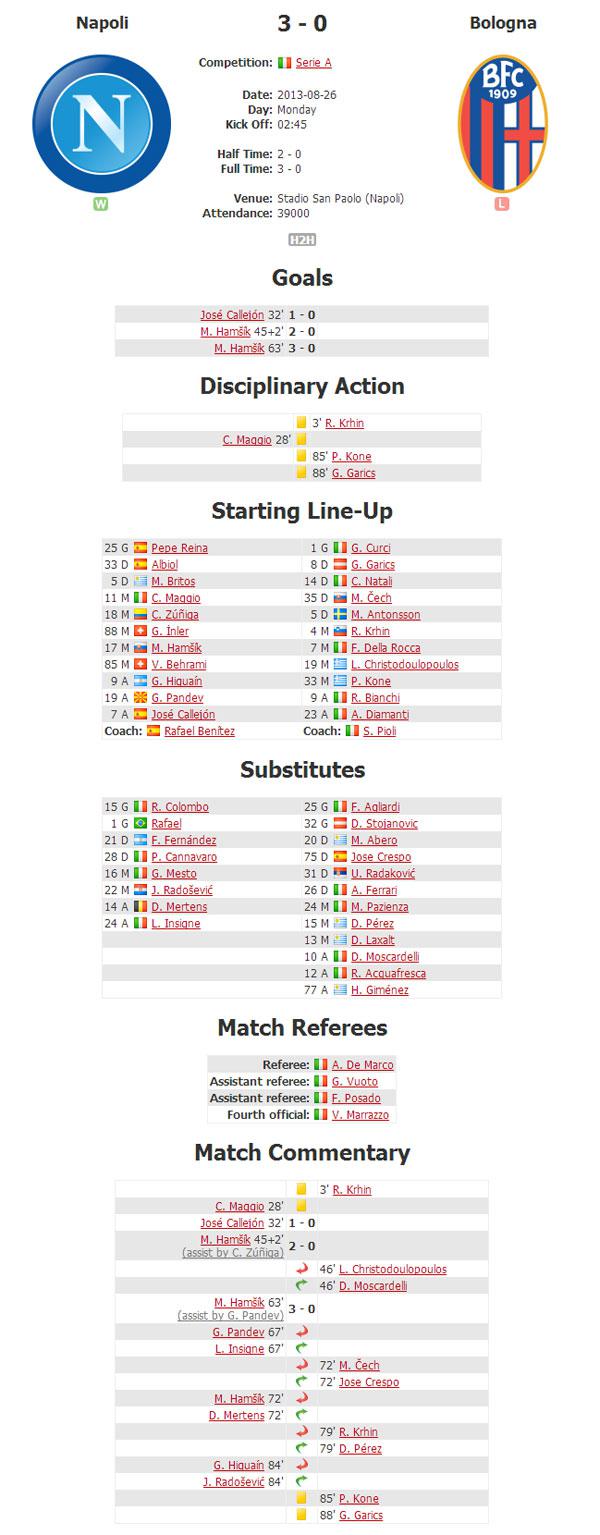 Napoli 3 - 0 Bologna
Competition: Serie A
Date: 2013-08-26
Day: Monday
Kick Off: 02:45
Half Time: 2 - 0
Full Time: 3 - 0
Venue: Stadio San Paolo (Napoli)
Attendance: 39000
N
BFC
1909
W
L
H2H
Goals
José Callejón 32' 1 - 0
M. Hamšík 45+2' 2 - 0
M. Hamšík 63' 3 - 0
Disciplinary Action
3' R. Krhin
C. Maggio 28'
85' P. Kone
88' G. Garics
Starting Line-Up
25 G Pepe Reina 1 G G. Curci
33 D Albiol 8 D G. Garics
5 D M. Britos 14 D C. Natali
11 M C. Maggio 35 D M. Čech
18 M C. Zúñiga 5 D M. Antonsson
88 M G. İnler 4 M R. Krhin
17 M M. Hamšík 7 M F. Della Rocca
85 M V. Behrami 19 M L. Christodoulopoulos
9 A G. Higuaín 33 M P. Kone
19 A G. Pandev 9 A R. Bianchi
7 A José Callejón 23 A A. Diamanti
Coach: Rafael Benítez Coach: S. Pioli
Substitutes
15 G R. Colombo 25 G F. Agliardi
1 G Rafael 32 G D. Stojanovic
21 D F. Fernández 20 D M. Abero
28 D P. Cannavaro 75 D Jose Crespo
16 M G. Mesto 31 D U. Radaković
22 M J. Radošević 26 D A. Ferrari
14 A D. Mertens 24 M M. Pazienza
24 A L. Insigne 15 M D. Pérez
13 M D. Laxalt
10 A D. Moscardelli
12 A R. Acquafresca
77 A H. Giménez
Match Referees
Referee: A. De Marco
Assistant referee: G. Vuoto
Assistant referee: F. Posado
Fourth official: V. Marrazzo
Match Commentary
3' R. Krhin
C. Maggio 28'
José Callejón 32' 1 - 0
M. Hamšík 45+2' 2 - 0
(assist by C. Zúñiga)
46' L. Christodoulopoulos
46' D. Moscardelli
M. Hamšík 63' 3 - 0
(assist by G. Pandev)
G. Pandev 67'
L. Insigne 67'
72' M. Čech
72' Jose Crespo
M. Hamšík 72'
D. Mertens 72'
79' R. Krhin
79' D. Pérez
G. Higuaín 84'
J. Radošević 84'
85' P. Kone
88' G. Garics